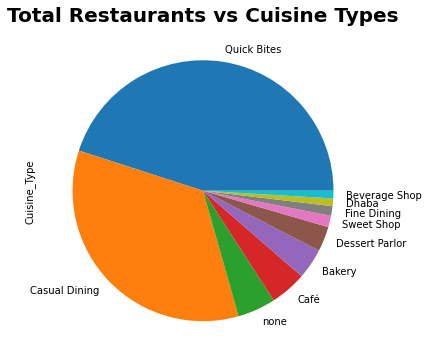 Total Restaurants vs Cuisine Types
Quick Bites
Cuisine_Type
Beverage Shop
Dhaba
Fine Dining
Sweet Shop
Dessert Parlor
Bakery
Café
none
Casual Dining